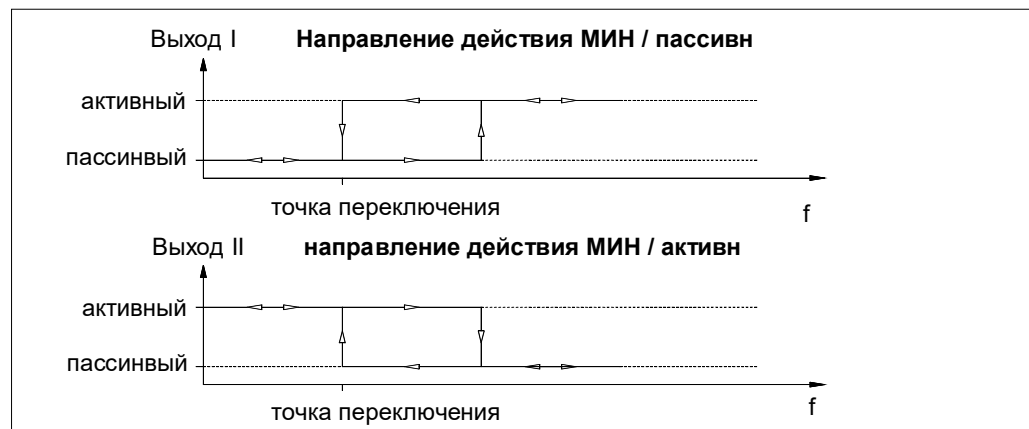 Выход I Направление действия МИН / пассивн
активный
пассинвый
точка переключения
f
Выход II направление действия МИН / активн
активный
пассинвый
точка переключения
f